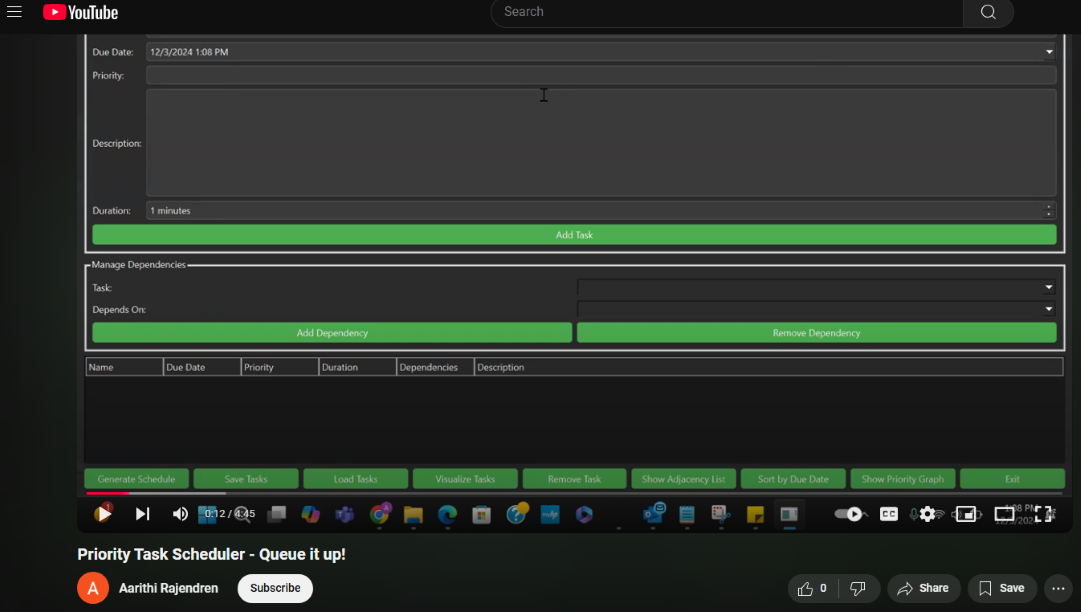 YouTube
Search
Due Date: 12/3/2024 1:08 PM
Priority:
Description:
Duration: 1 minutes
Add Task
Manage Dependencies
Task:
Depends On:
Add Dependency Remove Dependency
Name Due Date Priority Duration Dependencies Description
Generate Schedule Save Tasks Load Tasks Visualize Tasks Remove Task Show Adjacency List Sort by Due Date Show Priority Graph Exit
0:12 / 4:45
CC
Priority Task Scheduler - Queue it up!
A Aarithi Rajendren Subscribe 0 Share Save